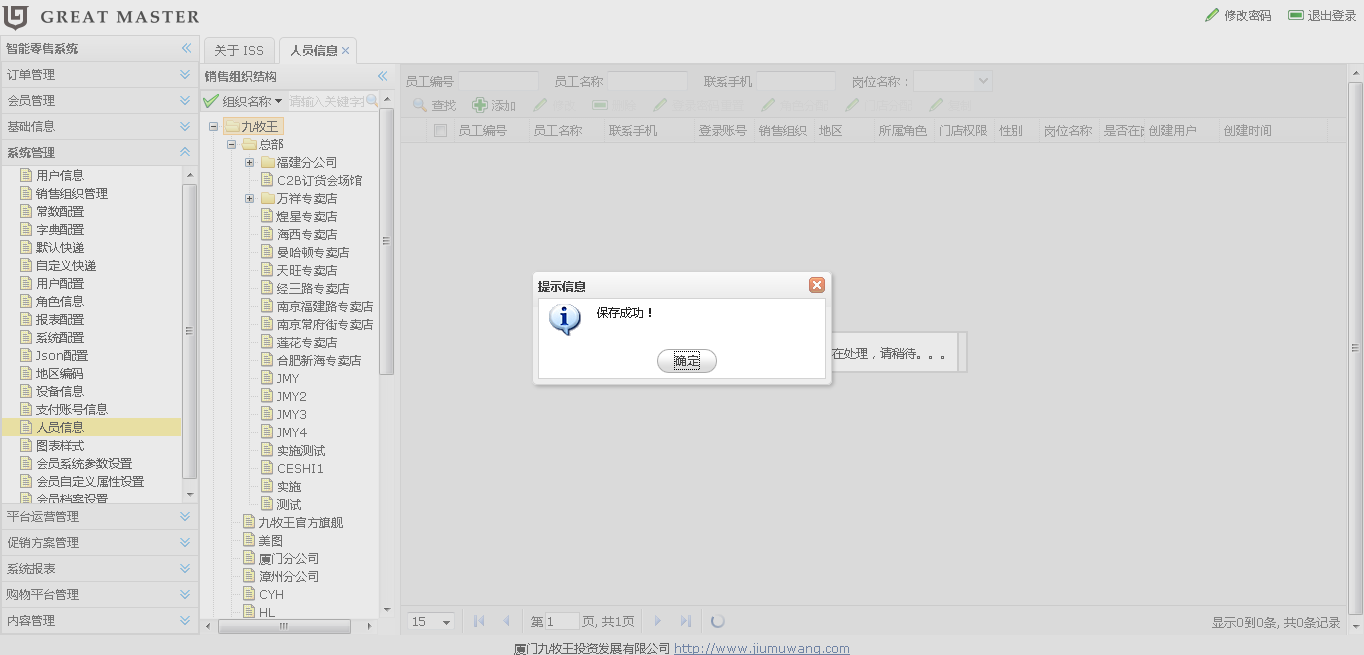 GREAT MASTER
修改密码
退出登录
智能零售系统
订单管理
会员管理
基础信息
系统管理
用户信息
销售组织管理
常数配置
字典配置
默认快递
自定义快递
用户配置
角色信息
报表配置
系统配置
Json配置
地区编码
设备信息
支付账号信息
人员信息
图表样式
会员系统参数设置
会员自定义属性设置
会员档案设置
平台运营管理
促销方案管理
系统报表
购物平台管理
内容管理
关于 ISS
人员信息
销售组织结构
组织名称
请输入关键字
九牧王
总部
福建分公司
C2B订货会场馆
万祥专卖店
煌星专卖店
海西专卖店
曼哈顿专卖店
天旺专卖店
经三路专卖店
南京福建路专卖店
南京常府街专卖店
莲花专卖店
合肥新海专卖店
JMY
JMY2
JMY3
JMY4
实施测试
CESHI1
实施
测试
九牧王官方旗舰
美图
厦门分公司
漳州分公司
CYH
HL
员工编号 员工名称 联系手机 岗位名称：
查找 添加
员工编号 员工名称 联系手机 登录账号 销售组织 地区 所属角色 门店权限 性别 岗位名称 是否在 创建用户 创建时间
提示信息
保存成功！
确定
在处理，请稍待。。。
15 第 1 页, 共1页
显示0到0条, 共0条记录
厦门九牧王投资发展有限公司 http://www.jiumuwang.com